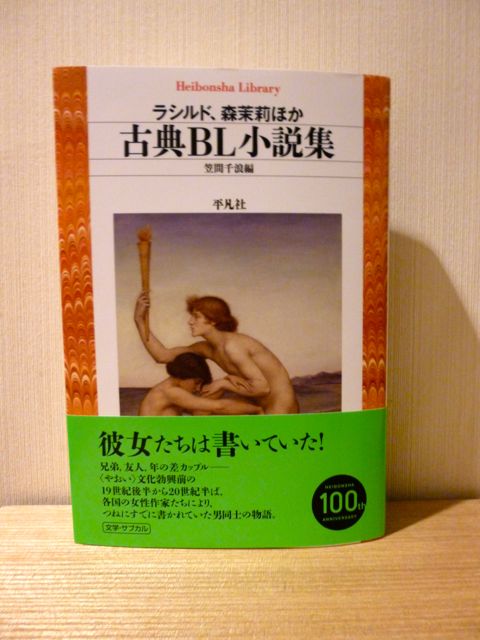 Heibonsha Library
ラシルド、森茉莉ほか
古典BL小説集
笠間千浪編
平凡社
彼女たちは書いていた!
兄弟、友人、年の差カップル——
〈やおい〉文化勃興前の
19世紀後半から20世紀半ば。
各国の女性作家たちにより、
つねにすでに書かれていた男同士の物語。
文学・サブカル
HEIBONSHA
100th
ANNIVERSARY